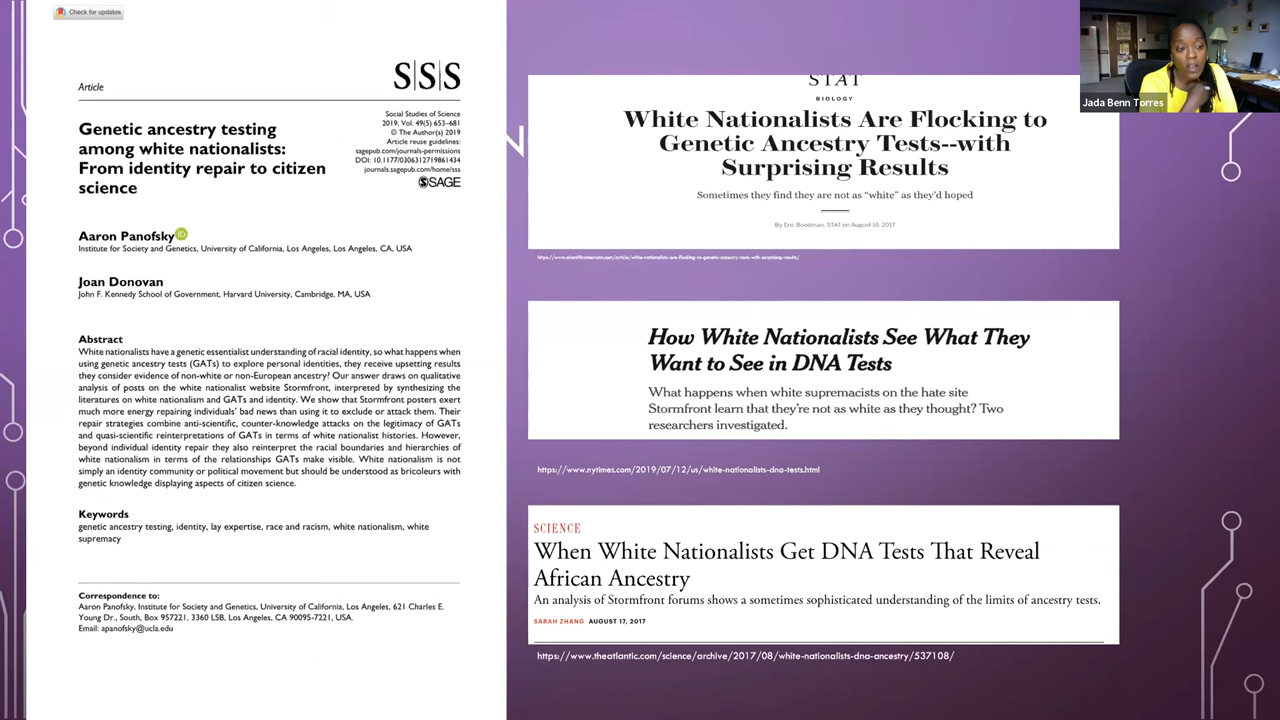 Check for updates
Article
S|S|S
Social Studies of Science
2019, Vol. 49(5) 653–681
© The Author(s) 2019
Article reuse guidelines:
sagepub.com/journals-permissions
DOI: 10.1177/0306312719861434
journals.sagepub.com/home/sss
SAGE
Genetic ancestry testing
among white nationalists:
From identity repair to citizen
science
Aaron Panofsky
Institute for Society and Genetics, University of California, Los Angeles, Los Angeles, CA, USA
Joan Donovan
John F. Kennedy School of Government, Harvard University, Cambridge, MA, USA
Abstract
White nationalists have a genetic essentialist understanding of racial identity, so what happens when
using genetic ancestry tests (GATs) to explore personal identities, they receive upsetting results
they consider evidence of non-white or non-European ancestry? Our answer draws on qualitative
analysis of posts on the white nationalist website Stormfront, interpreted by synthesizing the
literatures on white nationalism and GATs and identity. We show that Stormfront posters exert
much more energy repairing individuals' bad news than using it to exclude or attack them. Their
repair strategies combine anti-scientific, counter-knowledge attacks on the legitimacy of GATs
and quasi-scientific reinterpretations of GATs in terms of white nationalist histories. However,
beyond individual identity repair they also reinterpret the racial boundaries and hierarchies of
white nationalism in terms of the relationships GATs make visible. White nationalism is not
simply an identity community or political movement but should be understood as bricoleurs with
genetic knowledge displaying aspects of citizen science.
Keywords
genetic ancestry testing, identity, lay expertise, race and racism, white nationalism, white
supremacy
Correspondence to:
Aaron Panofsky, Institute for Society and Genetics, University of California, Los Angeles, 621 Charles E.
Young Dr., South, Box 957221, 3360 LSB, Los Angeles, CA 90095-7221, USA.
Email: apanofsky@ucla.edu
N
STAT
BIOLOGY
White Nationalists Are Flocking to
Genetic Ancestry Tests--with
Surprising Results
Sometimes they find they are not as “white” as they'd hoped
By Eric Boodman, STAT on August 16, 2017
https://www.scientificamerican.com/article/white-nationalists-are-flocking-to-genetic-ancestry-tests-with-surprising-results/
How White Nationalists See What They
Want to See in DNA Tests
What happens when white supremacists on the hate site
Stormfront learn that they're not as white as they thought? Two
researchers investigated.
https://www.nytimes.com/2019/07/12/us/white-nationalists-dna-tests.html
SCIENCE
When White Nationalists Get DNA Tests That Reveal
African Ancestry
An analysis of Stormfront forums shows a sometimes sophisticated understanding of the limits of ancestry tests.
SARAH ZHANG AUGUST 17, 2017
https://www.theatlantic.com/science/archive/2017/08/white-nationalists-dna-ancestry/537108/
Jada Benn Torres